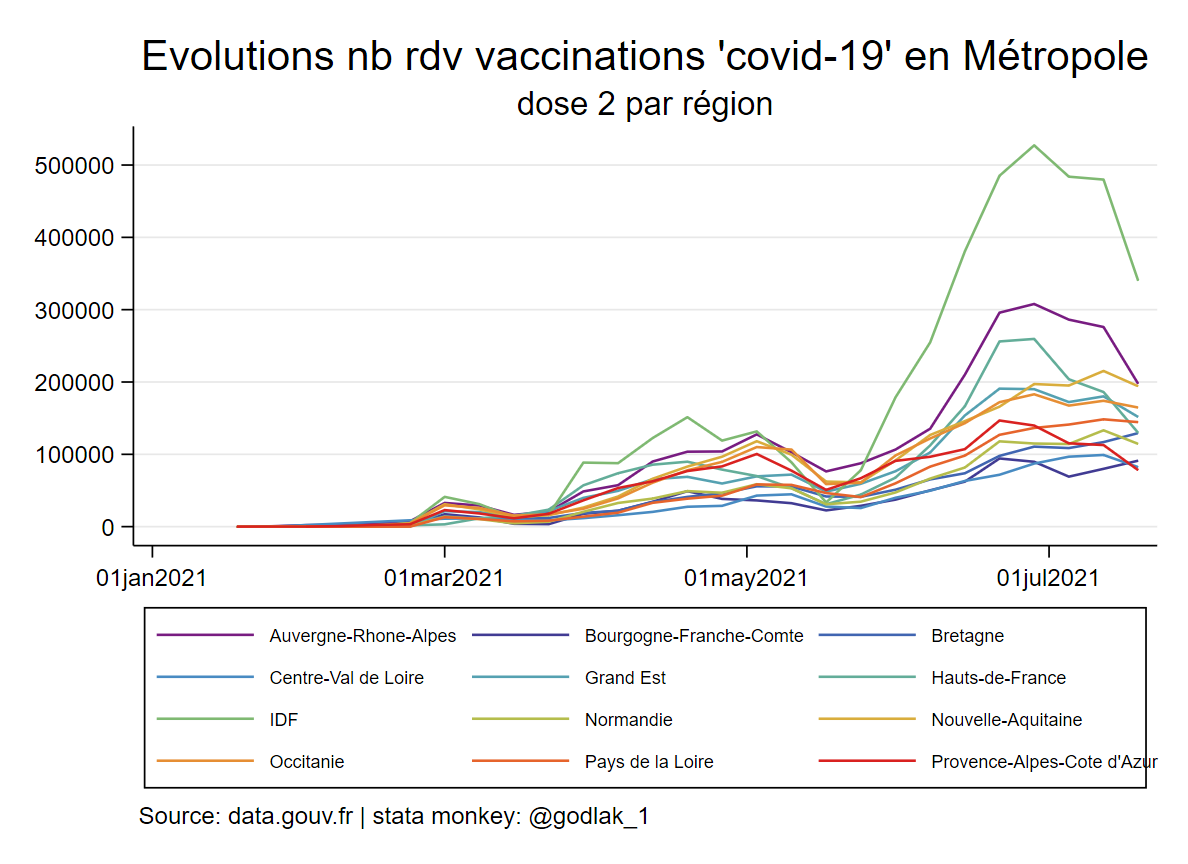 Evolutions nb rdv vaccinations 'covid-19' en Métropole
dose 2 par région
500000
400000
300000
200000
100000
0
01jan2021 01mar2021 01may2021 01jul2021
Auvergne-Rhone-Alpes Bourgogne-Franche-Comte Bretagne
Centre-Val de Loire Grand Est Hauts-de-France
IDF Normandie Nouvelle-Aquitaine
Occitanie Pays de la Loire Provence-Alpes-Cote d'Azur
Source: data.gouv.fr | stata monkey: @godlak_1